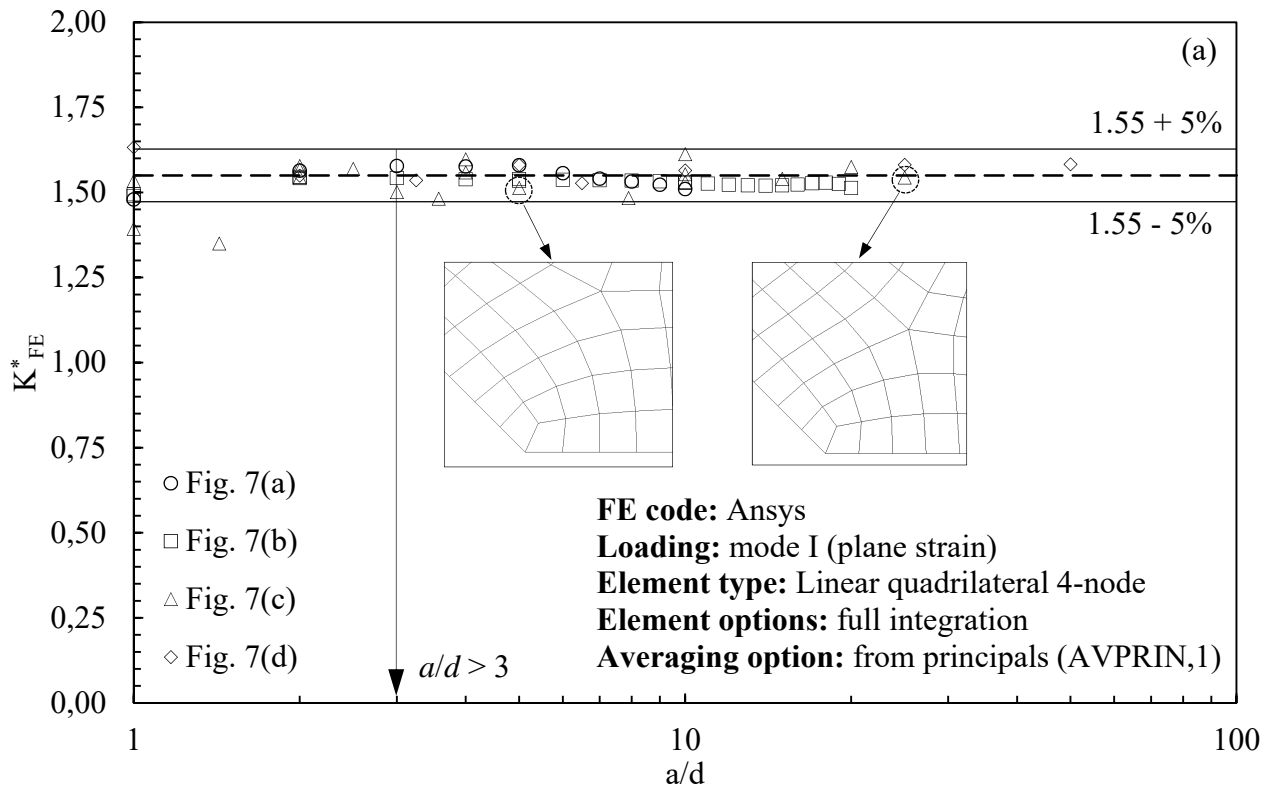 2,00
1,75
1,50
1,25
1,00
0,75
0,50
0,25
0,00
K*FE
(a)
1.55 + 5%
1.55 - 5%
Fig. 7(a)
Fig. 7(b)
Fig. 7(c)
Fig. 7(d)
a/d > 3
FE code: Ansys
Loading: mode I (plane strain)
Element type: Linear quadrilateral 4-node
Element options: full integration
Averaging option: from principals (AVPRIN,1)
1
10
100
a/d